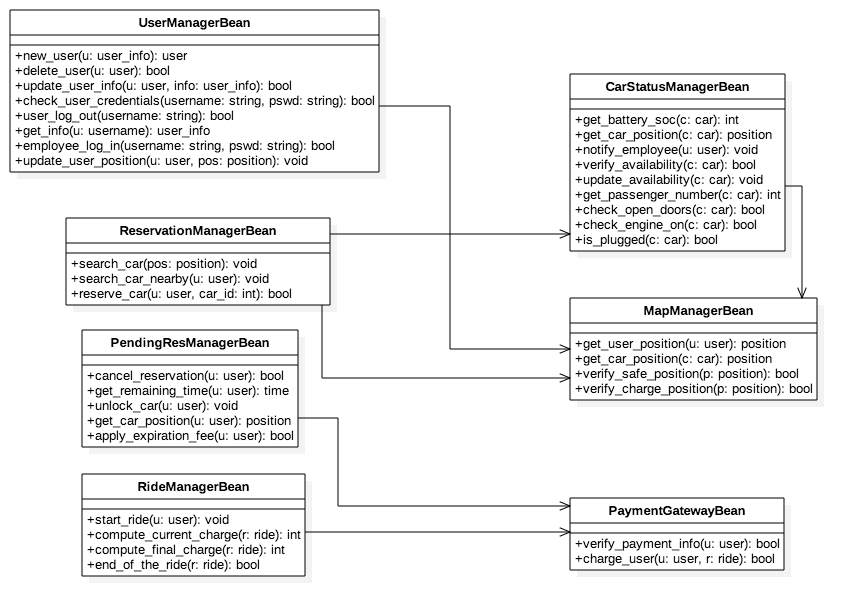 UserManagerBean
+new_user(u: user_info): user
+delete_user(u: user): bool
+update_user_info(u: user, info: user_info): bool
+check_user_credentials(username: string, pswd: string): bool
+user_log_out(username: string): bool
+get_info(u: username): user_info
+employee_log_in(username: string, pswd: string): bool
+update_user_position(u: user, pos: position): void
CarStatusManagerBean
+get_battery_soc(c: car): int
+get_car_position(c: car): position
+notify_employee(u: user): void
+verify_availability(c: car): bool
+update_availability(c: car): void
+get_passenger_number(c: car): int
+check_open_doors(c: car): bool
+check_engine_on(c: car): bool
+is_plugged(c: car): bool
ReservationManagerBean
+search_car(pos: position): void
+search_car_nearby(u: user): void
+reserve_car(u: user, car_id: int): bool
MapManagerBean
+get_user_position(u: user): position
+get_car_position(c: car): position
+verify_safe_position(p: position): bool
+verify_charge_position(p: position): bool
PendingResManagerBean
+cancel_reservation(u: user): bool
+get_remaining_time(u: user): time
+unlock_car(u: user): void
+get_car_position(u: user): position
+apply_expiration_fee(u: user): bool
RideManagerBean
+start_ride(u: user): void
+compute_current_charge(r: ride): int
+compute_final_charge(r: ride): int
+end_of_the_ride(r: ride): bool
PaymentGatewayBean
+verify_payment_info(u: user): bool
+charge_user(u: user, r: ride): bool